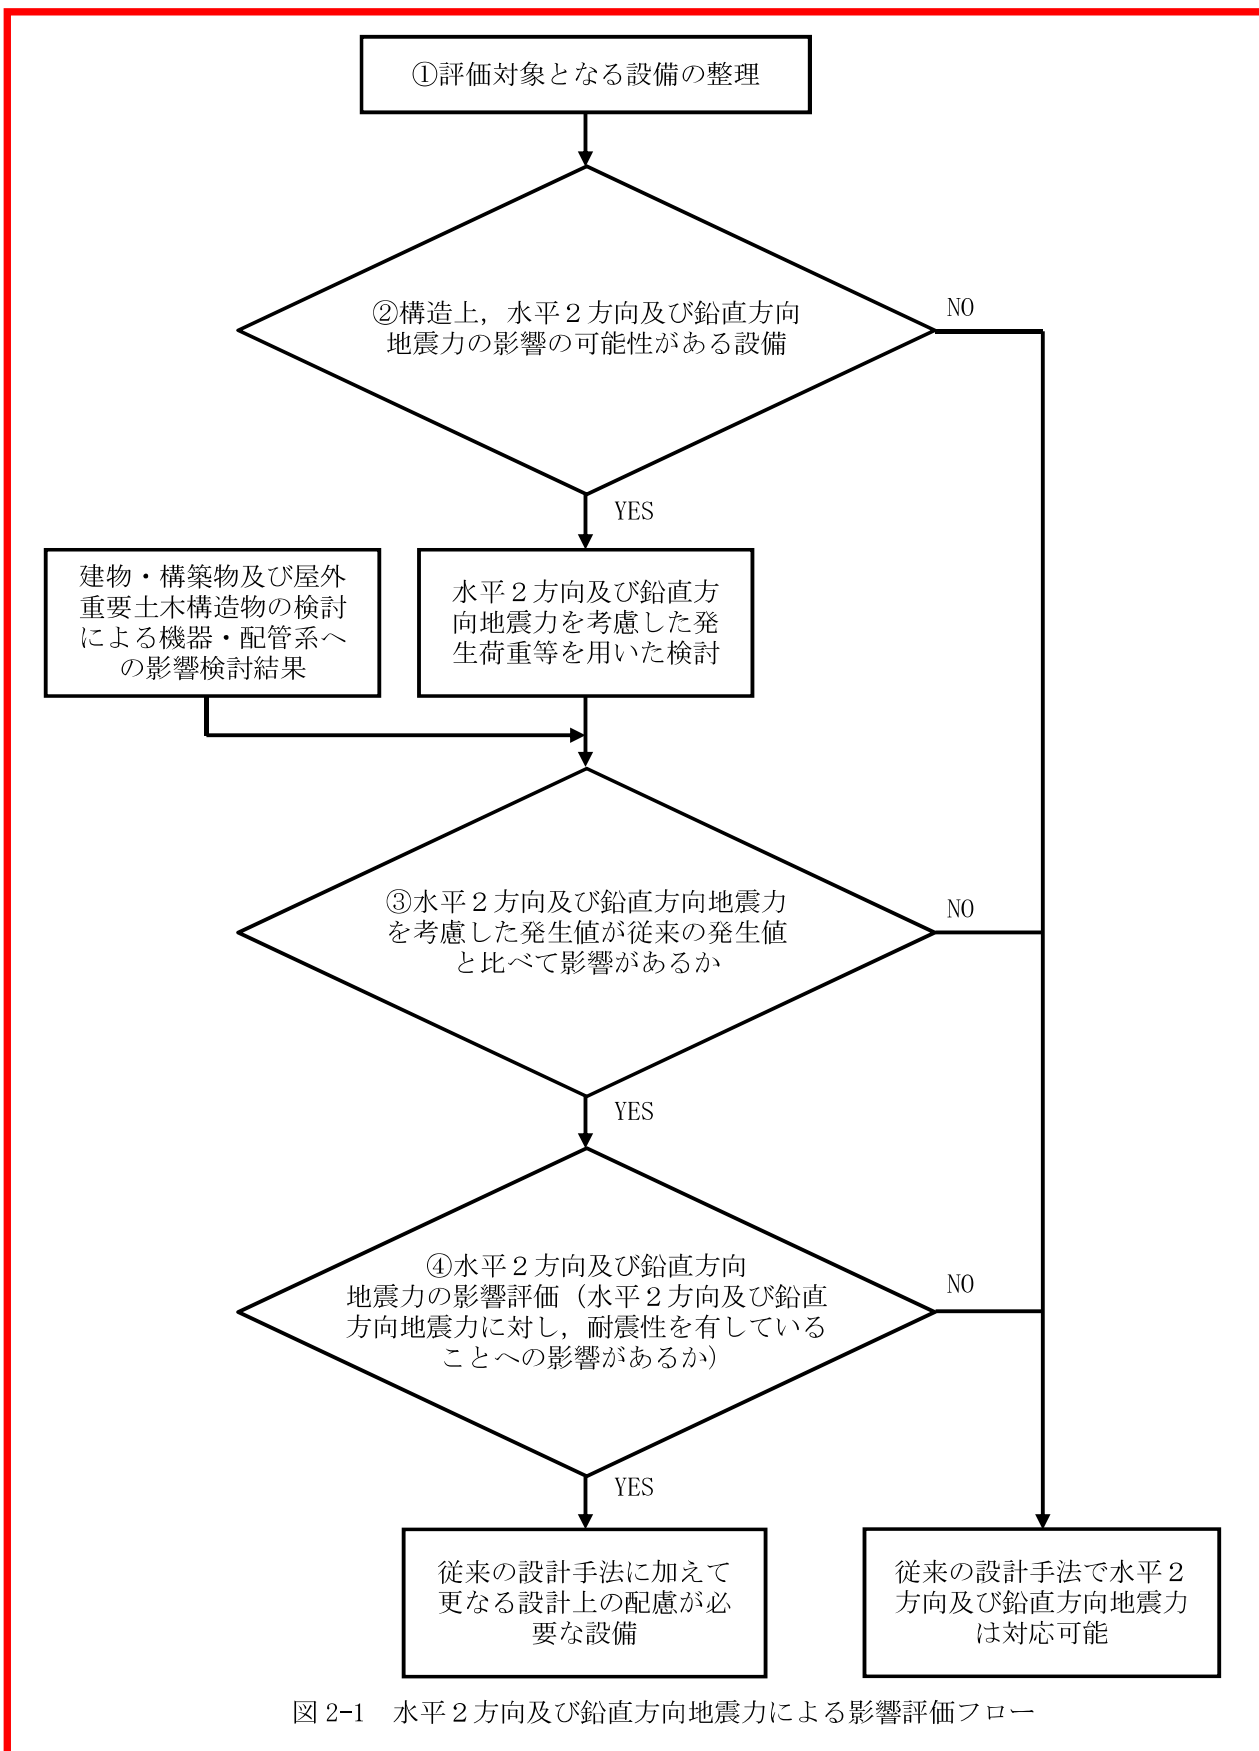 ①評価対象となる設備の整理
②構造上，水平２方向及び鉛直方向
地震力の影響の可能性がある設備
NO
YES
建物・構築物及び屋外
重要土木構造物の検討
による機器・配管系へ
の影響検討結果
水平２方向及び鉛直方
向地震力を考慮した発
生荷重等を用いた検討
③水平２方向及び鉛直方向地震力
を考慮した発生値が従来の発生値
と比べて影響があるか
NO
YES
④水平２方向及び鉛直方向
地震力の影響評価（水平２方向及び鉛直
方向地震力に対し，耐震性を有している
ことへの影響があるか）
NO
YES
従来の設計手法に加えて
更なる設計上の配慮が必
要な設備
従来の設計手法で水平２
方向及び鉛直方向地震力
は対応可能
図 2-1　水平２方向及び鉛直方向地震力による影響評価フロー